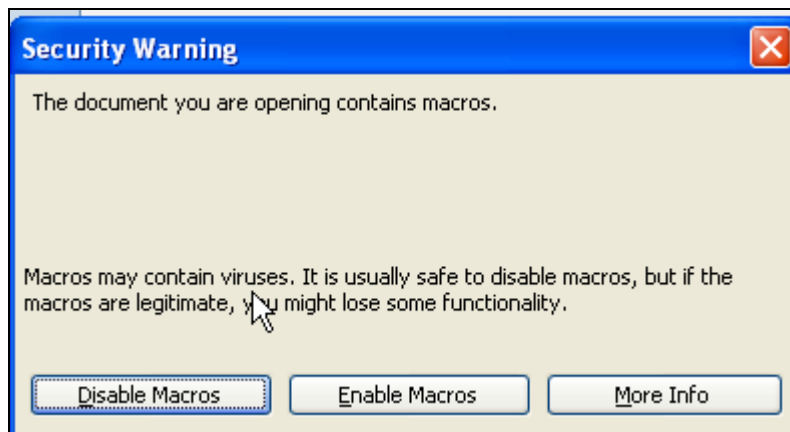 Security Warning
The document you are opening contains macros.
Macros may contain viruses. It is usually safe to disable macros, but if the
macros are legitimate, you might lose some functionality.
Disable Macros Enable Macros More Info